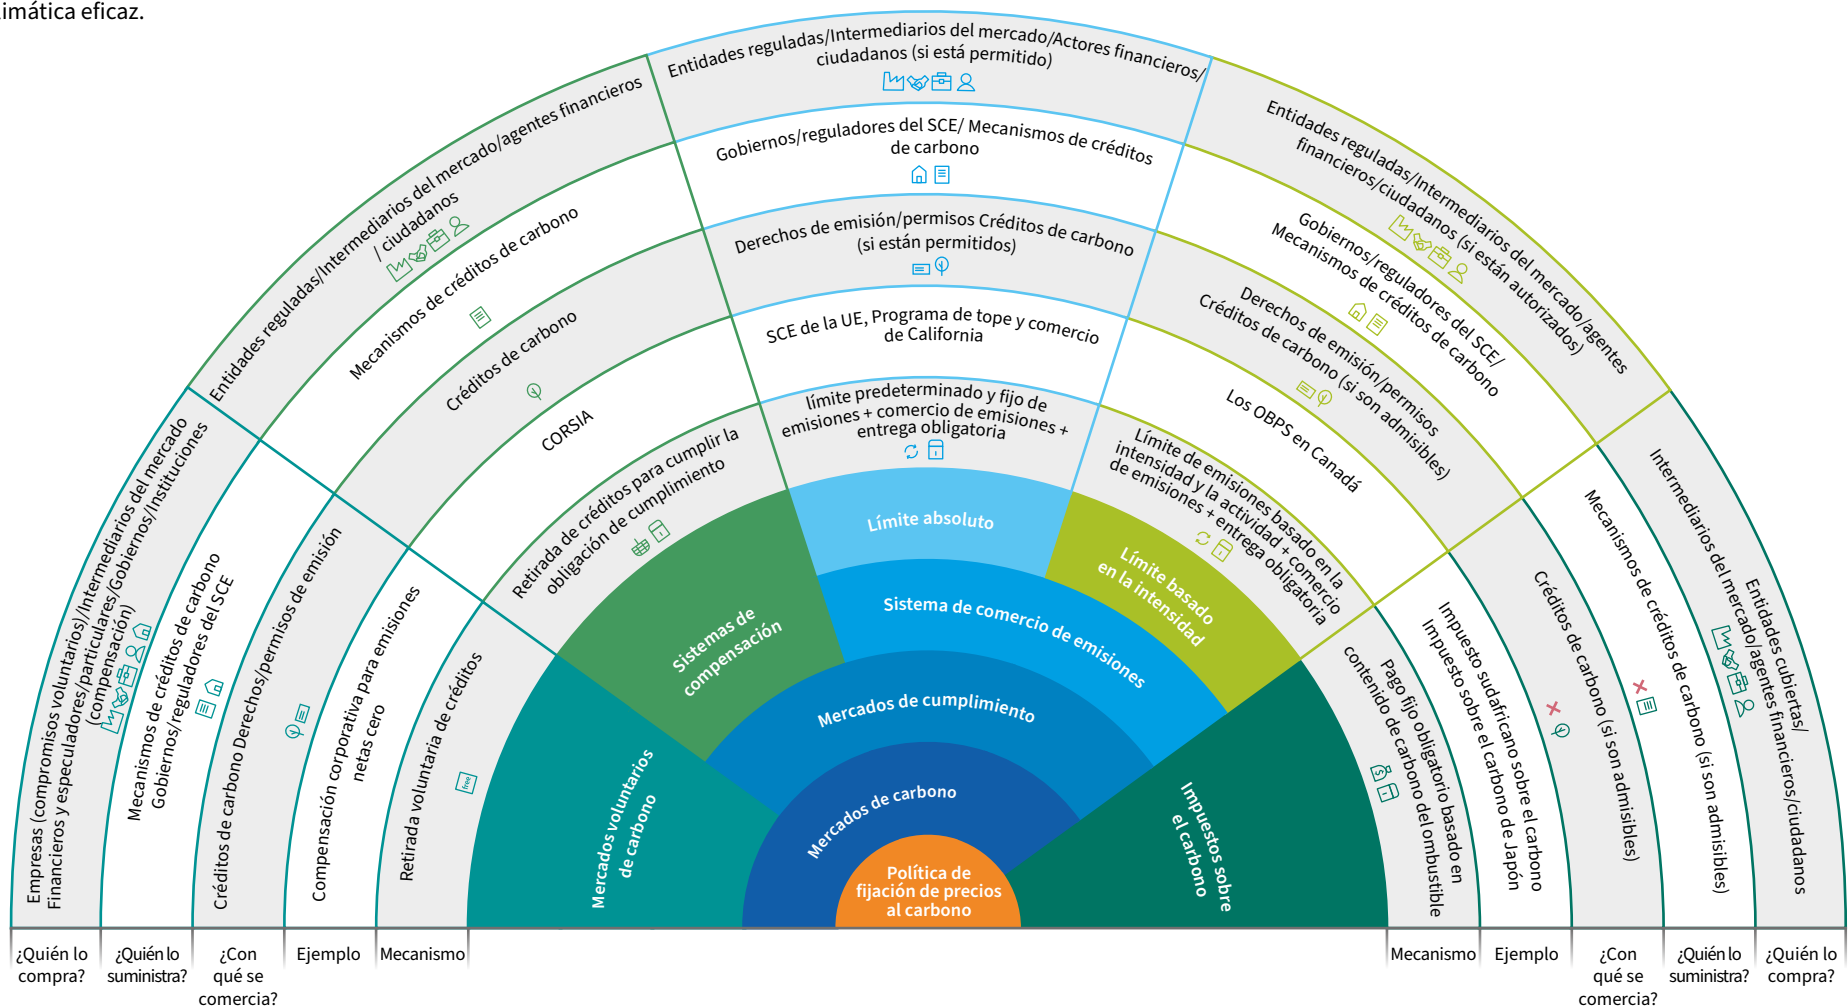 imática eficaz.
Entidades reguladas/Intermediarios del mercado/Actores financieros/
ciudadanos (si está permitido)
Gobiernos/reguladores del SCE/ Mecanismos de créditos
de carbono
Derechos de emisión/permisos Créditos de carbono
(si están permitidos)
SCE de la UE, Programa de tope y comercio
de California
límite predeterminado y fijo de
emisiones + comercio de emisiones +
entrega obligatoria
Límite absoluto
Entidades reguladas/Intermediarios del mercado/agentes financieros
/ ciudadanos
Mecanismos de créditos de carbono
Créditos de carbono
CORSIA
Retirada de créditos para cumplir la
obligación de cumplimiento
Sistemas de
compensación
Entidades reguladas/Intermediarios del mercado/agentes
financieros/ciudadanos (si están autorizados)
Gobiernos/reguladores del SCE/
Mecanismos de créditos de carbono
Derechos de emisión/permisos
Créditos de carbono (si son admisibles)
Los OBPS en Canadá
Límite de emisiones basado en la
intensidad y la actividad + comercio
de emisiones + entrega obligatoria
Límite basado
en la intensidad
Sistema de comercio de emisiones
Mercados de cumplimiento
Mercados de carbono
Política de
fijación de precios
al carbono
Empresas (compromisos voluntarios)/Intermediarios del mercado
Financieros y especuladores/particulares/Gobiernos/Instituciones
(compensación)
Mecanismos de créditos de carbono
Gobiernos/reguladores del SCE
Créditos de carbono Derechos/permisos de emisión
Compensación corporativa para emisiones
netas cero
Retirada voluntaria de créditos
free
Mercados voluntarios
de carbono
Impuestos sobre
el carbono
Pago fijo obligatorio basado en
contenido de carbono del ombustible
Impuesto sudafricano sobre el carbono
Impuesto sobre el carbono de Japón
Créditos de carbono (si son admisibles)
Mecanismos de créditos de carbono (si son admisibles)
Entidades cubiertas/
Intermediarios del mercado/agentes financieros/ciudadanos
¿Quién lo
compra?
¿Quién lo
suministra?
¿Con
qué se
comercia?
Ejemplo
Mecanismo
Mecanismo
Ejemplo
¿Con
qué se
comercia?
¿Quién lo
suministra?
¿Quién lo
compra?